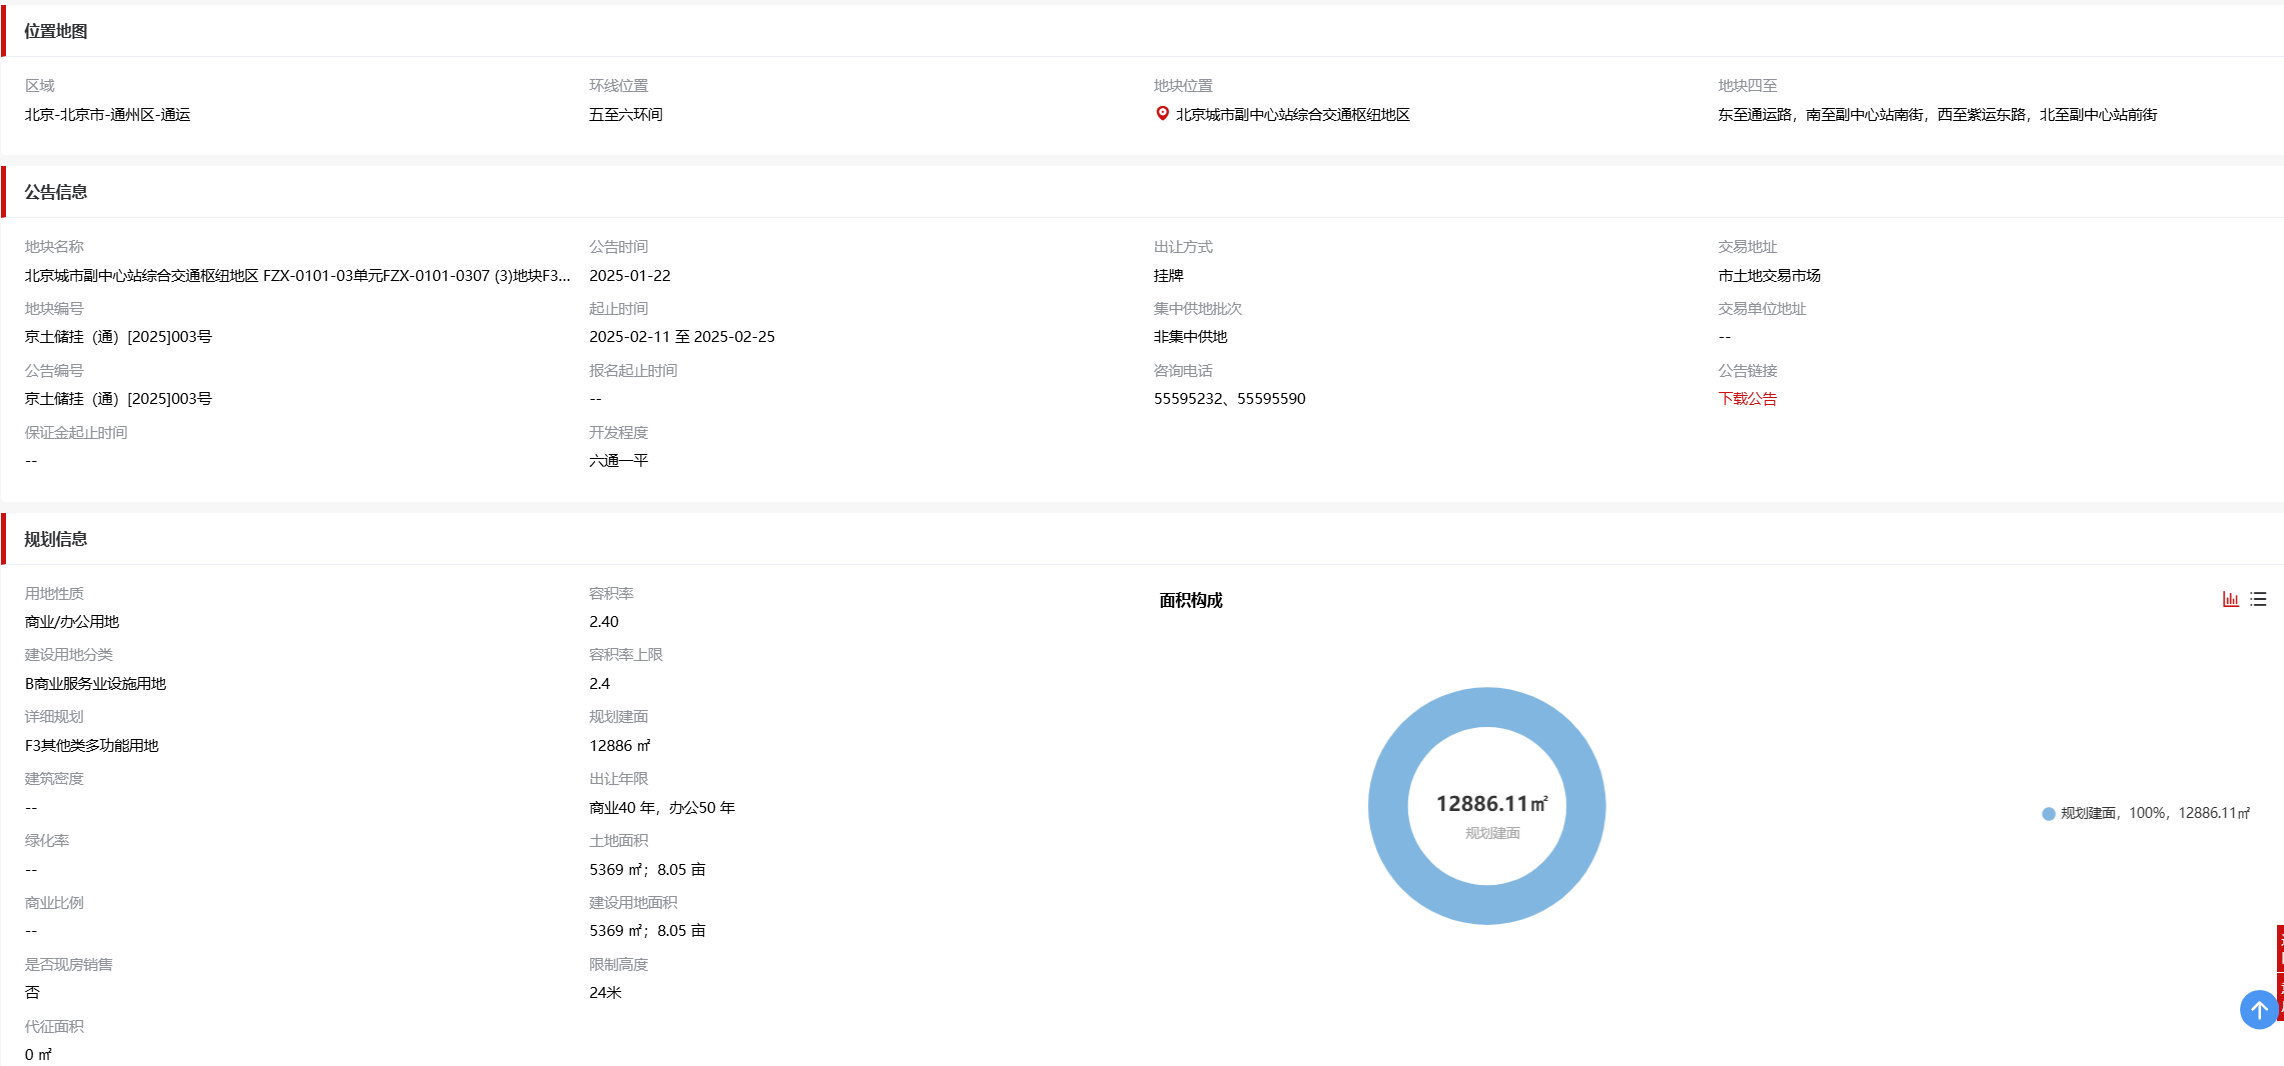 位置地图
区域
环线位置
地块位置
地块四至
北京-北京市-通州区-通运
五至六环间
北京城市副中心站综合交通枢纽地区
东至通运路，南至副中心站南街，西至紫运东路，北至副中心站前街
公告信息
地块名称
公告时间
出让方式
交易地址
北京城市副中心站综合交通枢纽地区 FZX-0101-03单元FZX-0101-0307 (3)地块F3...
2025-01-22
挂牌
市土地交易市场
地块编号
起止时间
集中供地批次
交易单位地址
京土储挂（通）[2025]003号
2025-02-11 至 2025-02-25
非集中供地
--
公告编号
报名起止时间
咨询电话
公告链接
京土储挂（通）[2025]003号
--
55595232、55595590
下载公告
保证金起止时间
开发程度
--
六通一平
规划信息
用地性质
容积率
商业/办公用地
2.40
建设用地分类
容积率上限
B商业服务业设施用地
2.4
详细规划
规划建面
F3其他类多功能用地
12886 ㎡
建筑密度
出让年限
--
商业40 年，办公50 年
绿化率
土地面积
--
5369 ㎡；8.05 亩
商业比例
建设用地面积
--
5369 ㎡；8.05 亩
是否现房销售
限制高度
否
24米
代征面积
0 ㎡
面积构成
12886.11㎡
规划建面
规划建面，100%，12886.11㎡